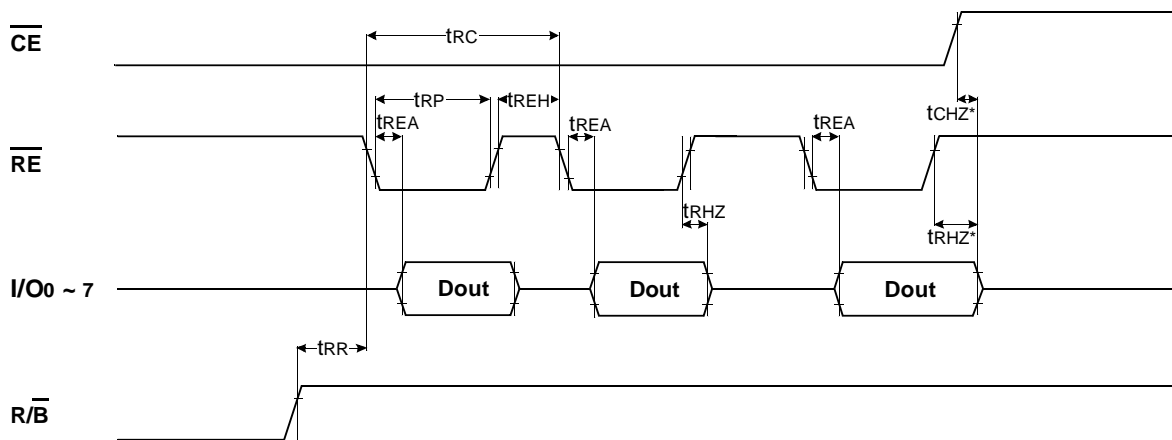 CE
tRC
tRP
tREH
tCHZ*
tREA
tREA
tREA
RE
tRHZ
tRHZ*
I/O0 ~ 7
Dout
Dout
Dout
tRR
R/B